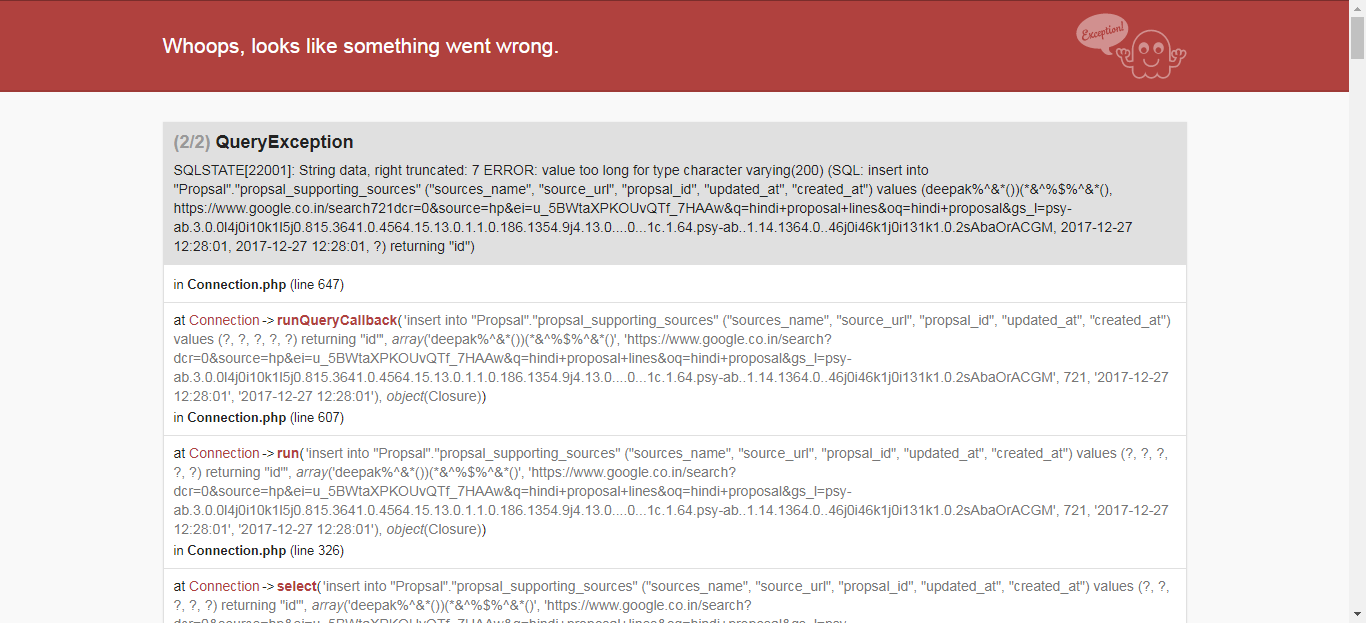 Whoops, looks like something went wrong.
Exception!
(2/2) QueryException
SQLSTATE[22001]: String data, right truncated: 7 ERROR: value too long for type character varying(200) (SQL: insert into
"Propsal"."propsal_supporting_sources" ("sources_name", "source_url", "propsal_id", "updated_at", "created_at") values (deepak%^&*())(*&^%$%^&*(),
https://www.google.co.in/search721dcr=0&source=hp&ei=u_5BWtaXPKOUvQTf_7HAAw&q=hindi+proposal+lines&oq=hindi+proposal&gs_l=psy-
ab.3.0.0l4j0i10k1l5j0.815.3641.0.4564.15.13.0.1.1.0.186.1354.9j4.13.0....0...1c.1.64.psy-ab..1.14.1364.0..46j0i46k1j0i131k1.0.2sAbaOrACGM, 2017-12-27
12:28:01, 2017-12-27 12:28:01, ?) returning "id")
in Connection.php (line 647)
at Connection->runQueryCallback('insert into "Propsal"."propsal_supporting_sources" ("sources_name", "source_url", "propsal_id", "updated_at", "created_at")
values (?, ?, ?, ?, ?) returning "id"', array('deepak%^&*())(*&^%$%^&*()', 'https://www.google.co.in/search?
dcr=0&source=hp&ei=u_5BWtaXPKOUvQTf_7HAAw&q=hindi+proposal+lines&oq=hindi+proposal&gs_l=psy-
ab.3.0.0l4j0i10k1l5j0.815.3641.0.4564.15.13.0.1.1.0.186.1354.9j4.13.0....0...1c.1.64.psy-ab..1.14.1364.0..46j0i46k1j0i131k1.0.2sAbaOrACGM', 721, '2017-12-27
12:28:01', '2017-12-27 12:28:01'), object(Closure))
in Connection.php (line 607)
at Connection->run('insert into "Propsal"."propsal_supporting_sources" ("sources_name", "source_url", "propsal_id", "updated_at", "created_at") values (?, ?, ?,
?, ?) returning "id"', array('deepak%^&*())(*&^%$%^&*()', 'https://www.google.co.in/search?
dcr=0&source=hp&ei=u_5BWtaXPKOUvQTf_7HAAw&q=hindi+proposal+lines&oq=hindi+proposal&gs_l=psy-
ab.3.0.0l4j0i10k1l5j0.815.3641.0.4564.15.13.0.1.1.0.186.1354.9j4.13.0....0...1c.1.64.psy-ab..1.14.1364.0..46j0i46k1j0i131k1.0.2sAbaOrACGM', 721, '2017-12-27
12:28:01', '2017-12-27 12:28:01'), object(Closure))
in Connection.php (line 326)
at Connection->select('insert into "Propsal"."propsal_supporting_sources" ("sources_name", "source_url", "propsal_id", "updated_at", "created_at") values (?, ?,
?, ?, ?) returning "id"', array('deepak%^&*())(*&^%$%^&*()', 'https://www.google.co.in/search?